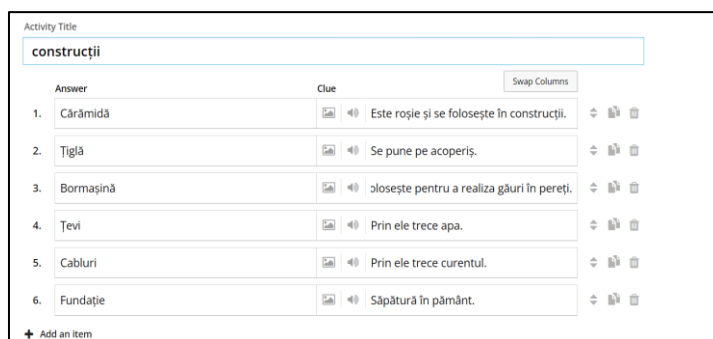 Activity Title
construcții
Swap Columns
Answer Clue
1. Cărămidă Este roșie și se folosește în construcții.
2. Țiglă Se pune pe acoperiș.
3. Bormașină olosește pentru a realiza găuri în pereți.
4. Țevi Prin ele trece apa.
5. Cabluri Prin ele trece curentul.
6. Fundație Săpătură în pământ.
+ Add an item